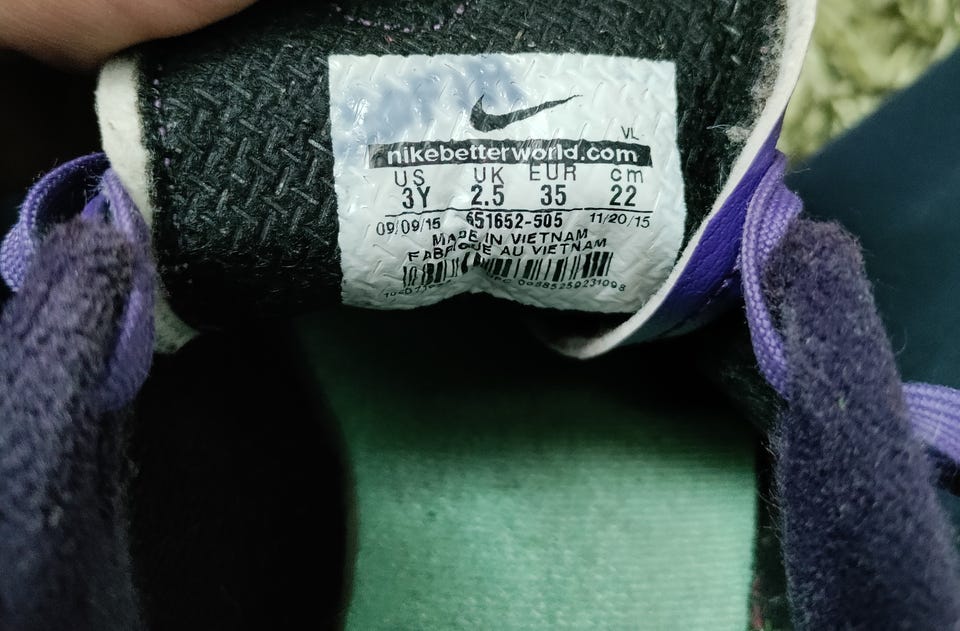 VL
nikebetterworld.com
US UK EUR cm
3Y 2.5 35 22
09/09/15 651652-505 11/20/15
MADE IN VIETNAM
FABRIQUE AU VIETNAM
00885259231098